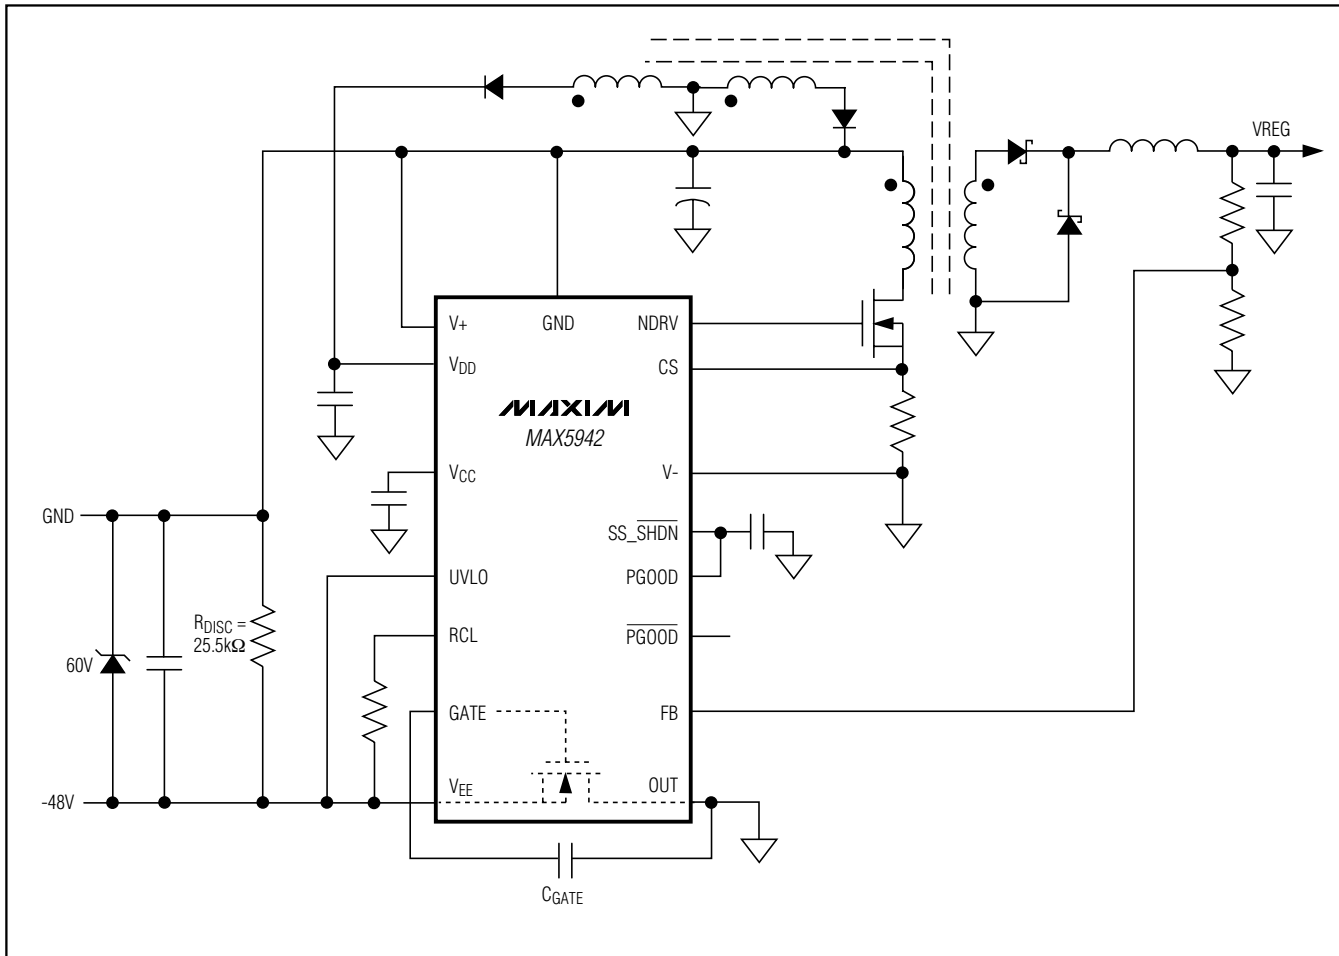 VREG
V+
GND
NDRV
VDD
CS
MAXIM
MAX5942
VCC
V-
GND
SS_SHDN
PGOOD
UVLO
RDISC =
25.5kΩ
RCL
PGOOD
60V
GATE
FB
VEE
OUT
-48V
CGATE